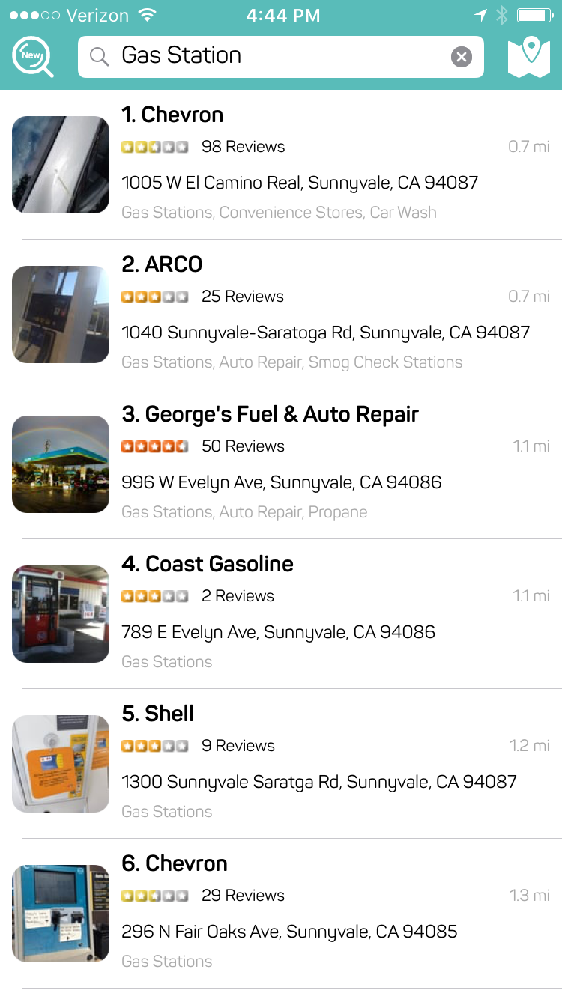 Verizon 4:44 PM
New Gas Station
1. Chevron
98 Reviews 0.7 mi
1005 W El Camino Real, Sunnyvale, CA 94087
Gas Stations, Convenience Stores, Car Wash
2. ARCO
25 Reviews 0.7 mi
1040 Sunnyvale-Saratoga Rd, Sunnyvale, CA 94087
Gas Stations, Auto Repair, Smog Check Stations
3. George's Fuel & Auto Repair
50 Reviews 1.1 mi
996 W Evelyn Ave, Sunnyvale, CA 94086
Gas Stations, Auto Repair, Propane
4. Coast Gasoline
2 Reviews 1.1 mi
789 E Evelyn Ave, Sunnyvale, CA 94086
Gas Stations
5. Shell
9 Reviews 1.2 mi
1300 Sunnyvale Saratga Rd, Sunnyvale, CA 94087
Gas Stations
6. Chevron
29 Reviews 1.3 mi
296 N Fair Oaks Ave, Sunnyvale, CA 94085
Gas Stations